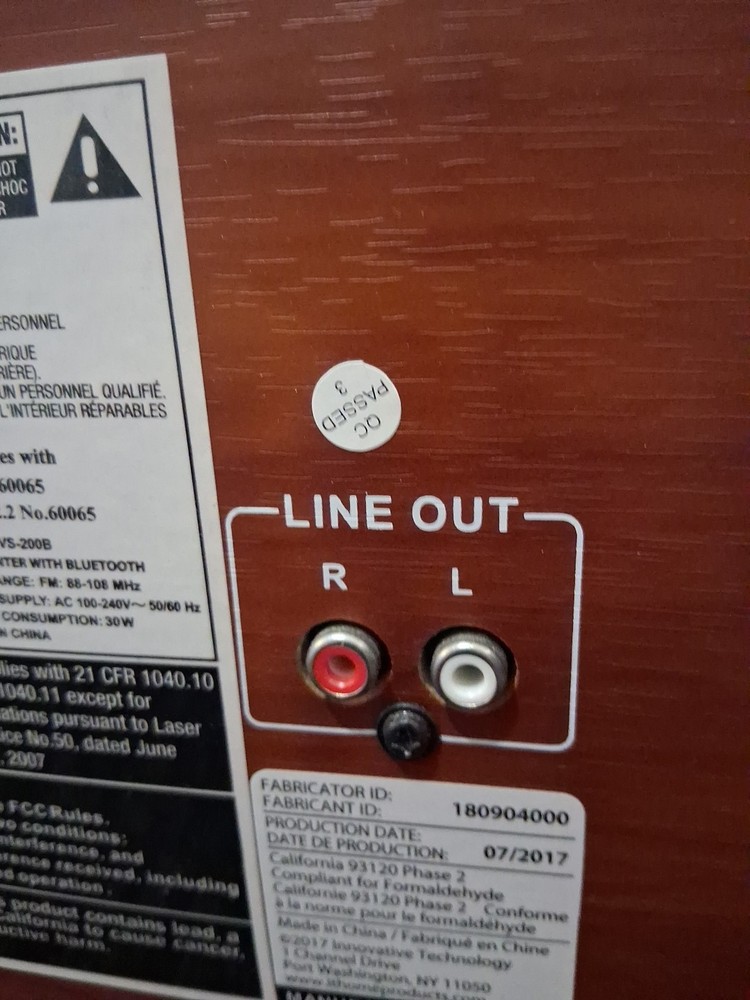 N:
OT
HOC
R
ERSONNEL
RIQUE
RIÈRE).
UN PERSONNEL QUALIFIÉ.
L'INTÉRIEUR RÉPARABLES
es with
60065
.2 No.60065
VS-200B
TER WITH BLUETOOTH
ANGE: FM: 88-108 MHz
SUPPLY: AC 100-240V~ 50/60 Hz
CONSUMPTION: 30W
N CHINA
lies with 21 CFR 1040.10
1040.11 except for
ations pursuant to Laser
ice No.50, dated June
, 2007
FCC Rules.
wo conditions:
nterference, and
erence received, including
d operation.
product contains lead, a
California to cause cancer,
uctive harm.
QC
PASSED
3
LINE OUT
R L
FABRICATOR ID:
FABRICANT ID: 180904000
PRODUCTION DATE:
DATE DE PRODUCTION: 07/2017
California 93120 Phase 2
Compliant for Formaldehyde
Californie 93120 Phase 2 Conforme
à la norme pour le formaldéhyde
Made in China / Fabriqué en Chine
©2017 Innovative Technology
1 Channel Drive
Port Washington, NY 11050
www.ithomeproducts.com